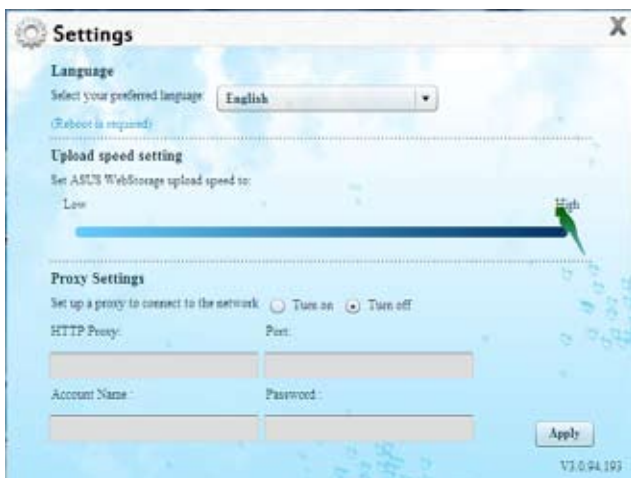 Settings
X
Language
Select your preferred language: English
(Reboot is required)
Upload speed setting
Set ASUS WebStorage upload speed to:
Low High
Proxy Settings
Set up a proxy to connect to the network Turn on Turn off
HTTP Proxy: Port:
Account Name : Password :
Apply
V3.0.94.193